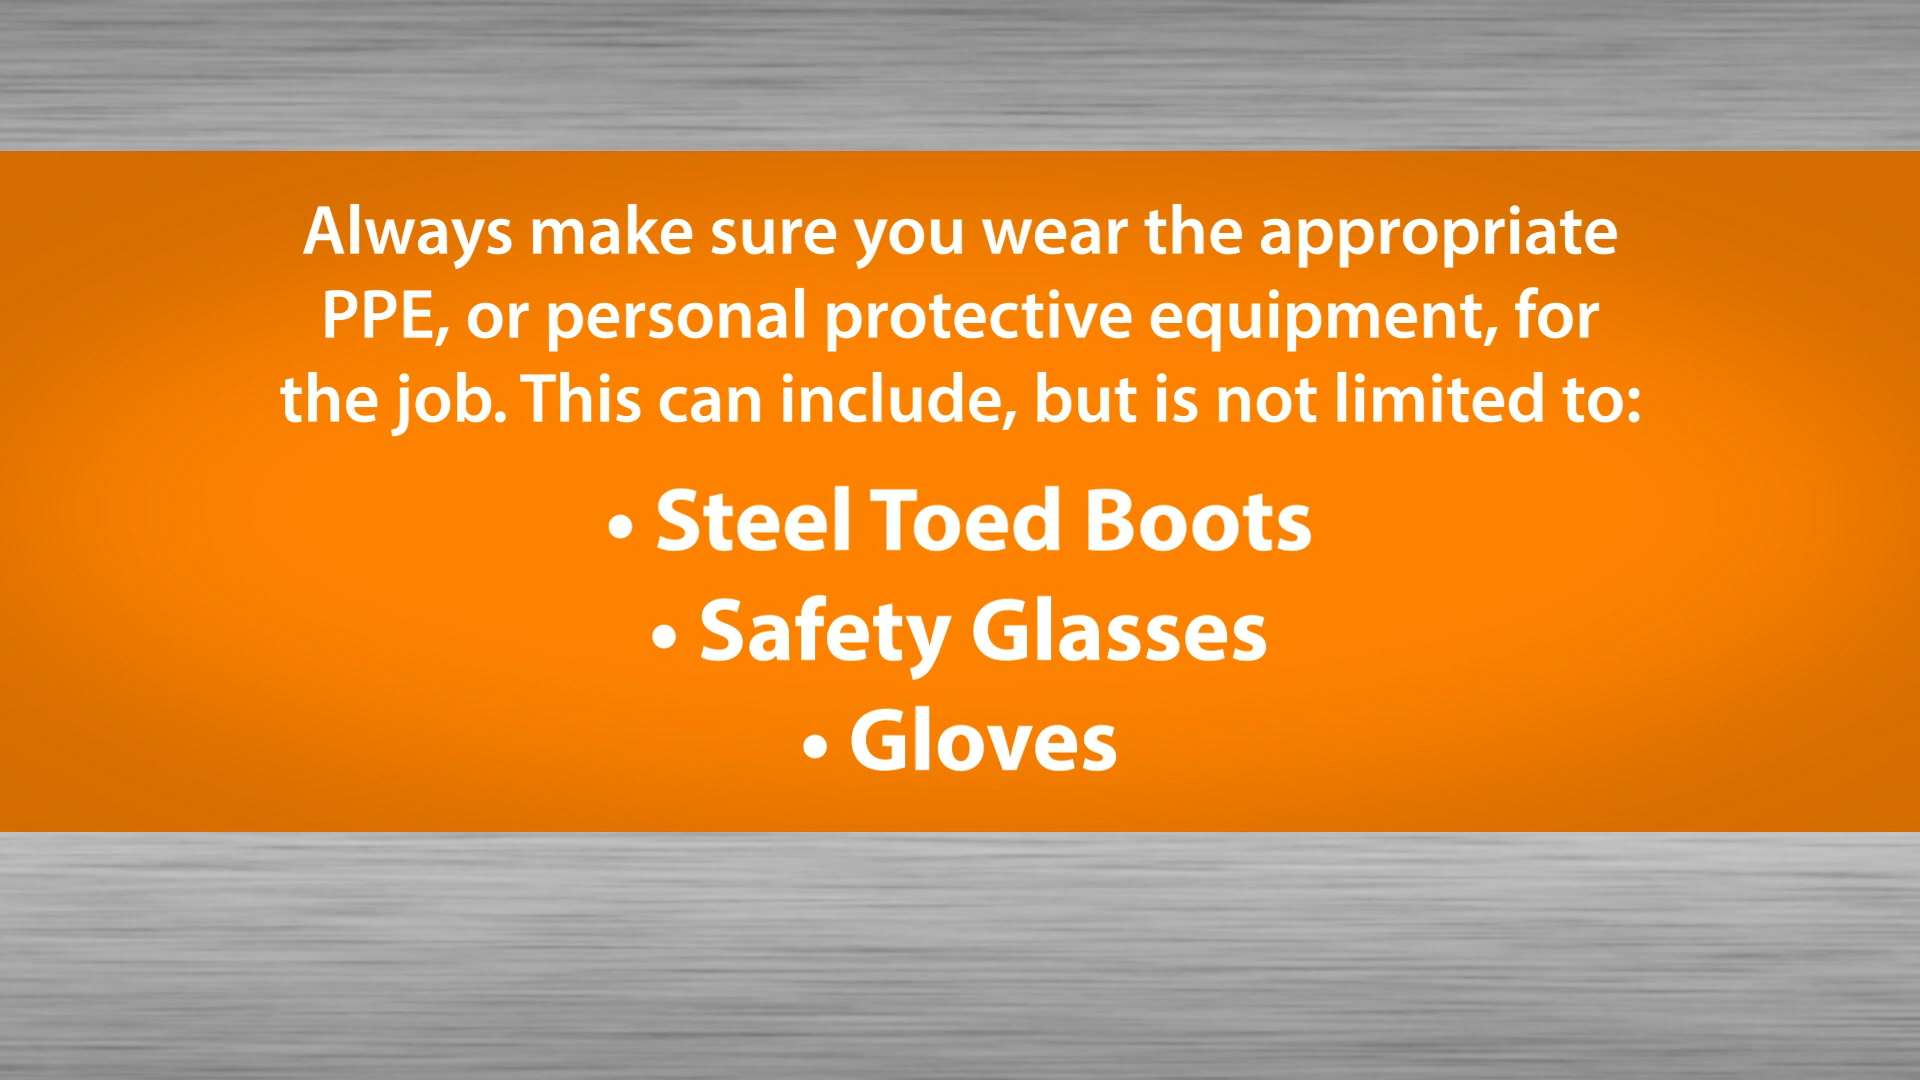 Always make sure you wear the appropriate
PPE, or personal protective equipment, for
the job. This can include, but is not limited to:
• Steel Toed Boots
• Safety Glasses
• Gloves